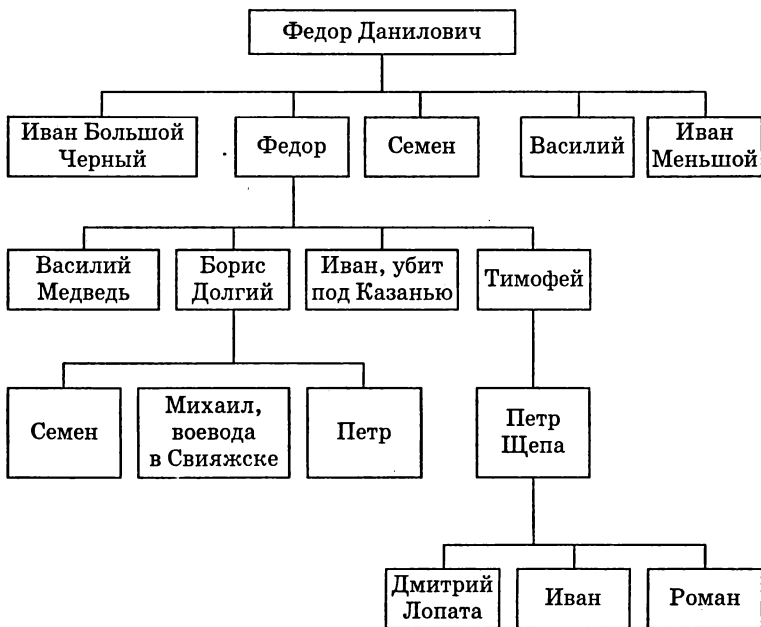 Федор Данилович
Иван Большой
Черный
Федор
Семен
Василий
Иван
Меньшой
Василий
Медведь
Борис
Долгий
Иван, убит
под Казанью
Тимофей
Семен
Михаил,
воевода
в Свияжске
Петр
Петр
Щепа
Дмитрий
Лопата
Иван
Роман